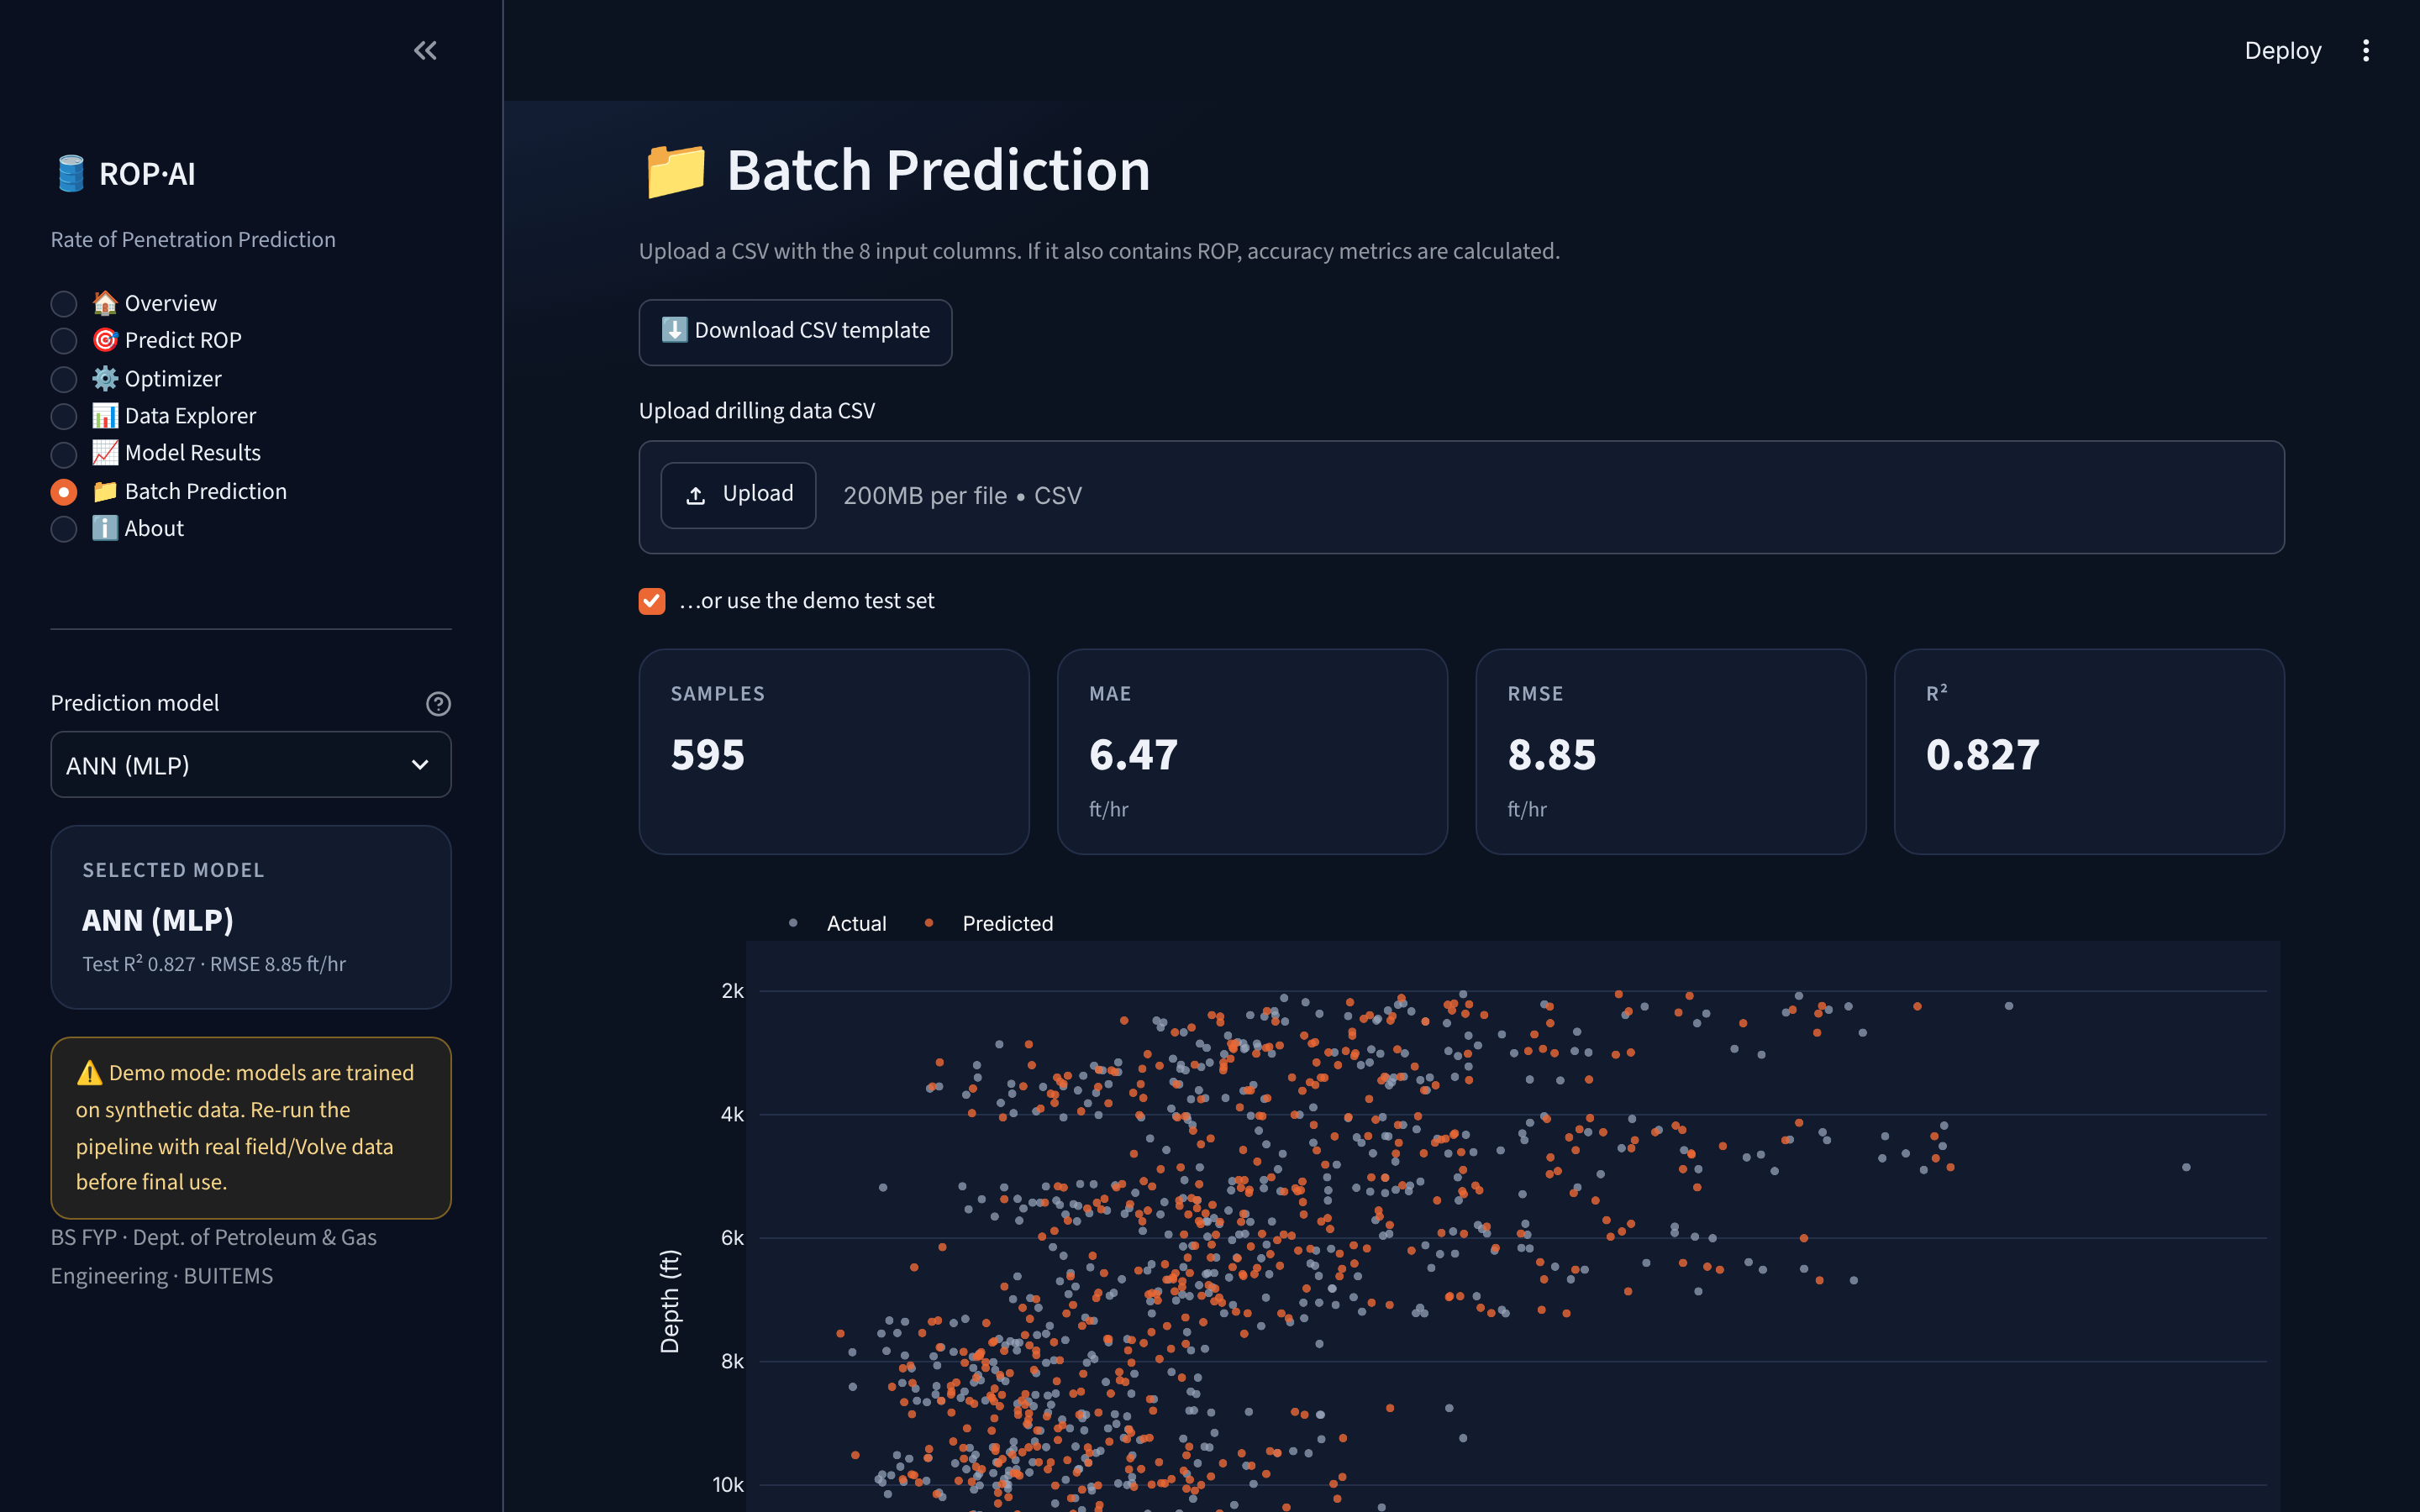 Deploy
ROP·AI
Rate of Penetration Prediction
Overview
Predict ROP
Optimizer
Data Explorer
Model Results
Batch Prediction
About
Prediction model
ANN (MLP)
SELECTED MODEL
ANN (MLP)
Test R² 0.827 · RMSE 8.85 ft/hr
Demo mode: models are trained
on synthetic data. Re-run the
pipeline with real field/Volve data
before final use.
BS FYP · Dept. of Petroleum & Gas
Engineering · BUITEMS
Batch Prediction
Upload a CSV with the 8 input columns. If it also contains ROP, accuracy metrics are calculated.
Download CSV template
Upload drilling data CSV
Upload
200MB per file • CSV
…or use the demo test set
SAMPLES
595
MAE
6.47
ft/hr
RMSE
8.85
ft/hr
R²
0.827
Actual
Predicted
2k
4k
6k
8k
10k
Depth (ft)